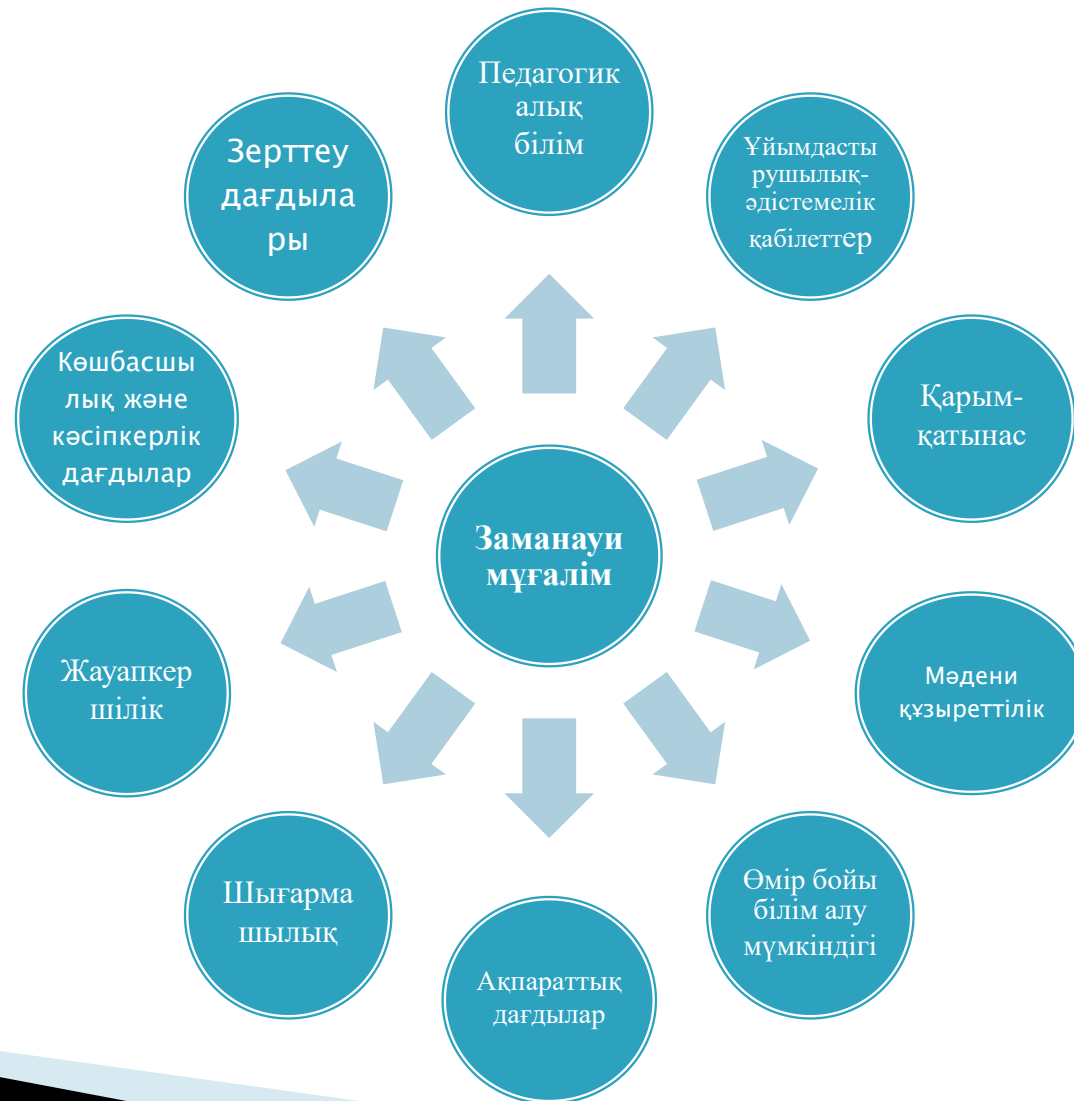 Педагогик
алық
білім
Ұйымдасты
рушылық-
әдістемелік
қабілеттер
Қарым-
қатынас
Мәдени
құзыреттілік
Өмір бойы
білім алу
мүмкіндігі
Ақпараттық
дағдылар
Шығарма
шылық
Жауапкер
шілік
Көшбасшы
лық және
кәсіпкерлік
дағдылар
Зерттеу
дағдыла
ры
Заманауи
мұғалім